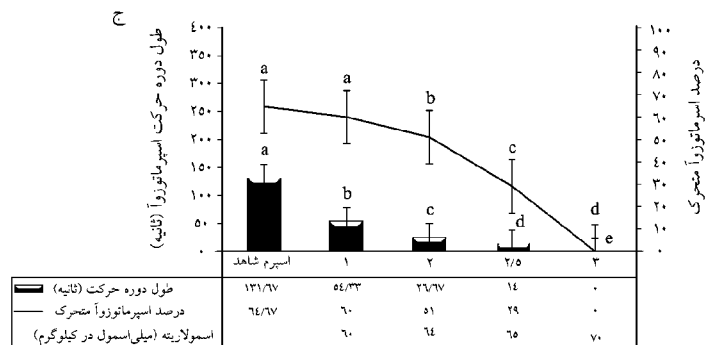 ج
طول دوره حرکت اسپرماتوزوآ (ثانیه)
درصد اسپرماتوزوآ متحرک
۴۰۰
۳۵۰
۳۰۰
۲۵۰
۲۰۰
۱۵۰
۱۰۰
۵۰
۰
۱۰۰
۹۰
۸۰
۷۰
۶۰
۵۰
۴۰
۳۰
۲۰
۱۰
۰
a a b c d
a b c d e
اسپرم شاهد ۱ ۲ ۲/۵ ۳
طول دوره حرکت (ثانیه) ۱۳۱/۶۷ ۵۴/۳۳ ۲۶/۶۷ ۱۴ ۰
درصد اسپرماتوزوآ متحرک ۶۴/۶۷ ۶۰ ۵۱ ۲۹ ۰
اسمولاریته (میلی‌اسمول در کیلوگرم) ۶۰ ۶۴ ۶۵ ۷۰